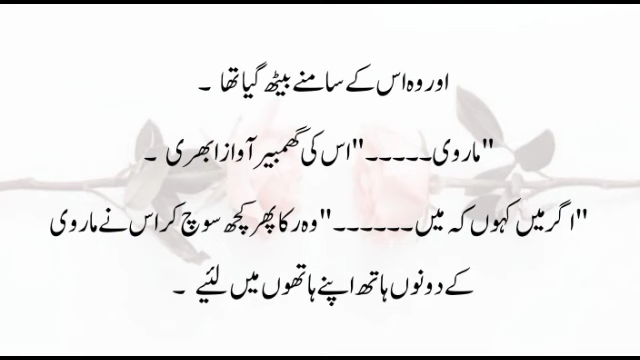 اور وہ اس کے سامنے بیٹھ گیا تھا ۔
"ماروی۔۔۔۔۔"اس کی گھمبیر آواز ابھری ۔
"اگر میں کہوں کہ میں۔۔۔۔۔۔"وہ رکا پھر کچھ سوچ کر اس نے ماروی
کے دونوں ہاتھ اپنے ہاتھوں میں لئیے ۔